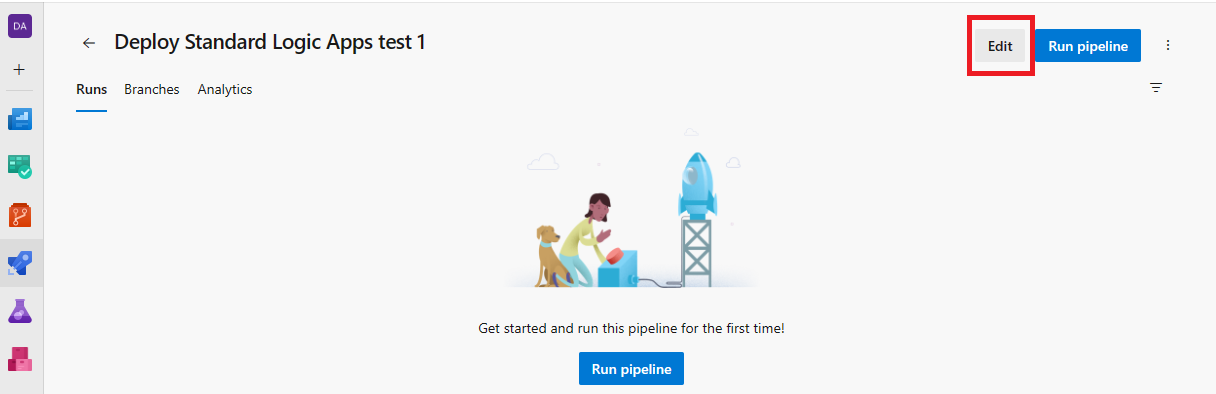 DA
Deploy Standard Logic Apps test 1
Edit
Run pipeline
Runs
Branches
Analytics
Get started and run this pipeline for the first time!
Run pipeline